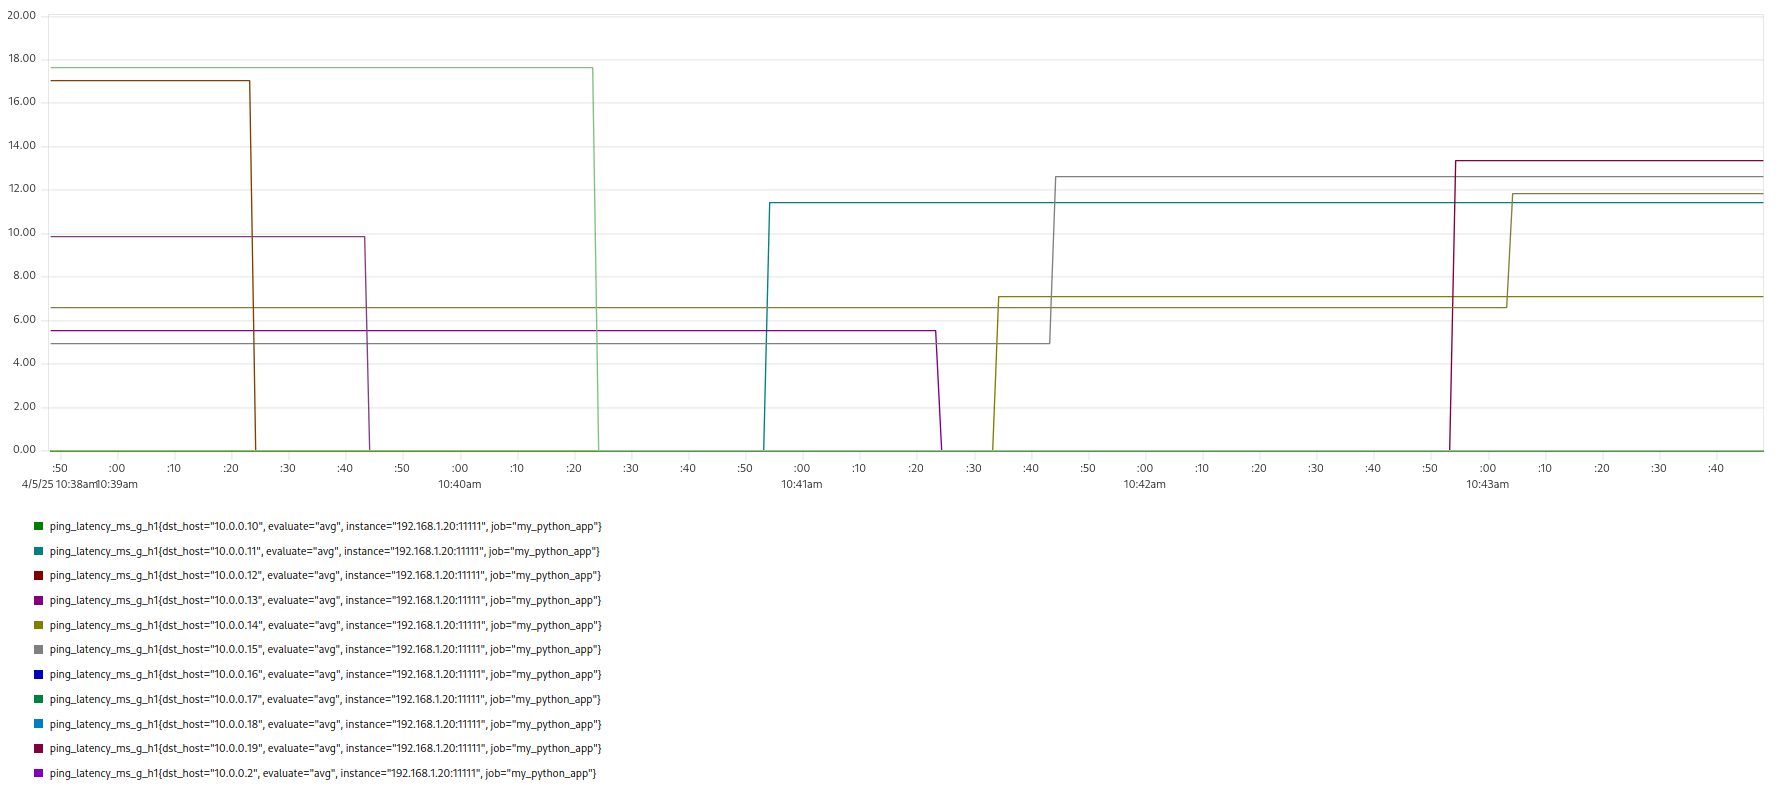 20.00
18.00
16.00
14.00
12.00
10.00
8.00
6.00
4.00
2.00
0.00
:50 :00 :10 :20 :30 :40 :50 :00 :10 :20 :30 :40 :50 :00 :10 :20 :30 :40 :50 :00 :10 :20 :30 :40 :50 :00 :10 :20 :30 :40
4/5/25 10:38am 10:39am 10:40am 10:41am 10:42am 10:43am
ping_latency_ms_g_h1{dst_host="10.0.0.10", evaluate="avg", instance="192.168.1.20:11111", job="my_python_app"}
ping_latency_ms_g_h1{dst_host="10.0.0.11", evaluate="avg", instance="192.168.1.20:11111", job="my_python_app"}
ping_latency_ms_g_h1{dst_host="10.0.0.12", evaluate="avg", instance="192.168.1.20:11111", job="my_python_app"}
ping_latency_ms_g_h1{dst_host="10.0.0.13", evaluate="avg", instance="192.168.1.20:11111", job="my_python_app"}
ping_latency_ms_g_h1{dst_host="10.0.0.14", evaluate="avg", instance="192.168.1.20:11111", job="my_python_app"}
ping_latency_ms_g_h1{dst_host="10.0.0.15", evaluate="avg", instance="192.168.1.20:11111", job="my_python_app"}
ping_latency_ms_g_h1{dst_host="10.0.0.16", evaluate="avg", instance="192.168.1.20:11111", job="my_python_app"}
ping_latency_ms_g_h1{dst_host="10.0.0.17", evaluate="avg", instance="192.168.1.20:11111", job="my_python_app"}
ping_latency_ms_g_h1{dst_host="10.0.0.18", evaluate="avg", instance="192.168.1.20:11111", job="my_python_app"}
ping_latency_ms_g_h1{dst_host="10.0.0.19", evaluate="avg", instance="192.168.1.20:11111", job="my_python_app"}
ping_latency_ms_g_h1{dst_host="10.0.0.2", evaluate="avg", instance="192.168.1.20:11111", job="my_python_app"}